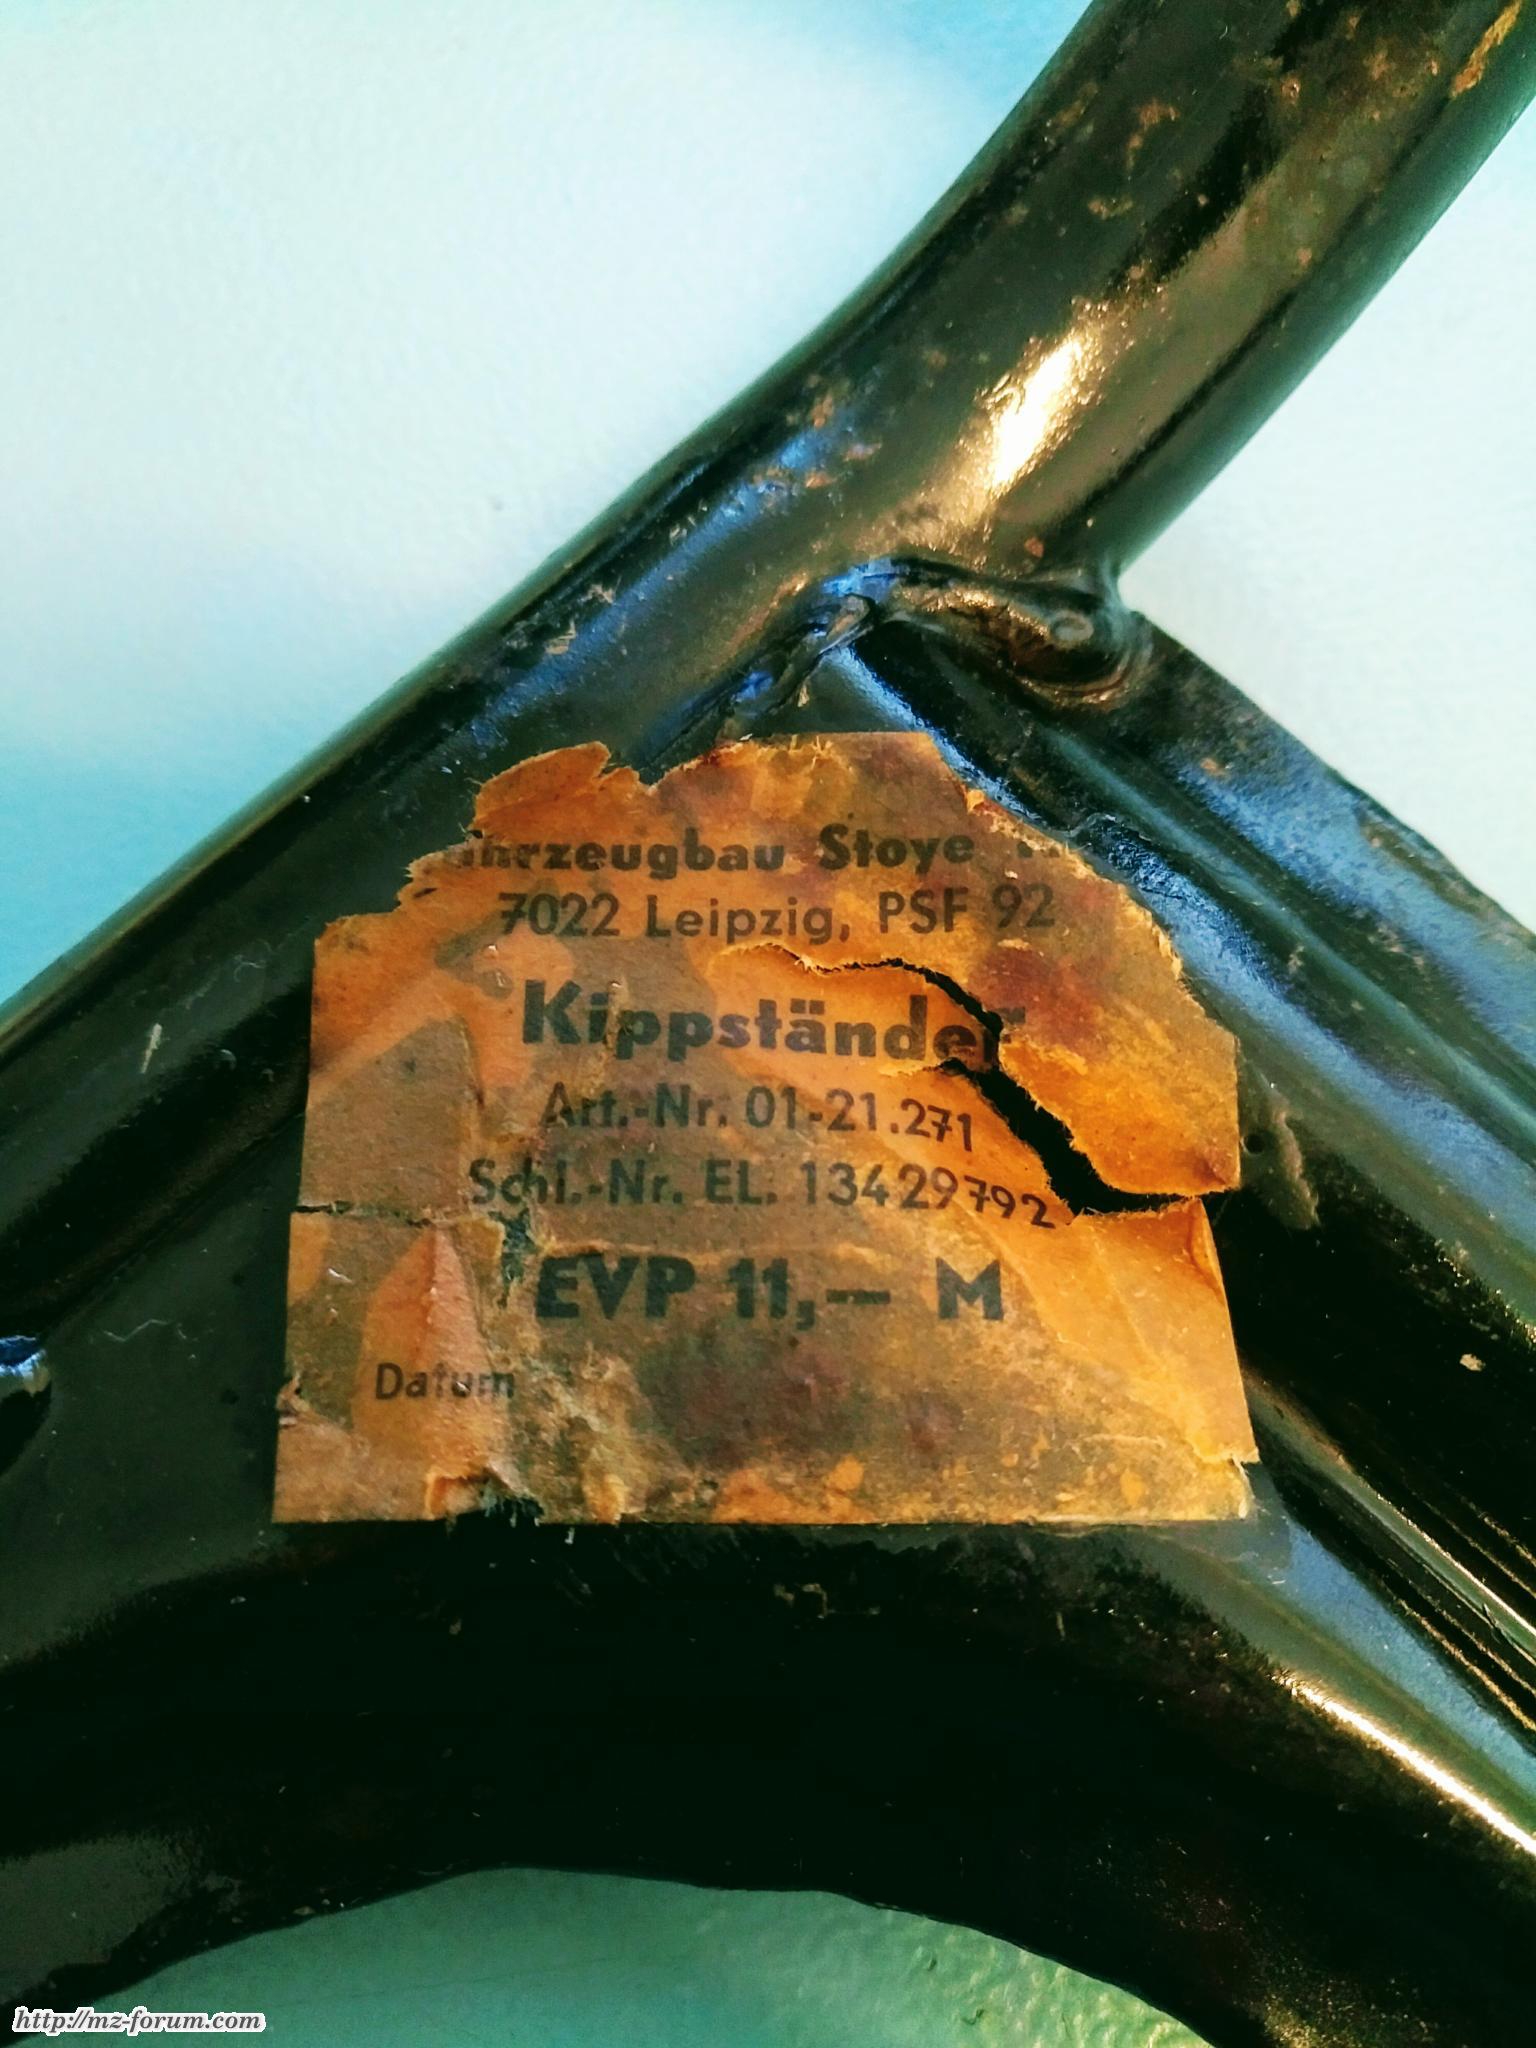 Fahrzeugbau Stoye
7022 Leipzig, PSF 92
Kippständer
Art.-Nr. 01-21.271
Schl.-Nr. EL. 13429792
EVP 11,— M
Datum
http://mz-forum.com